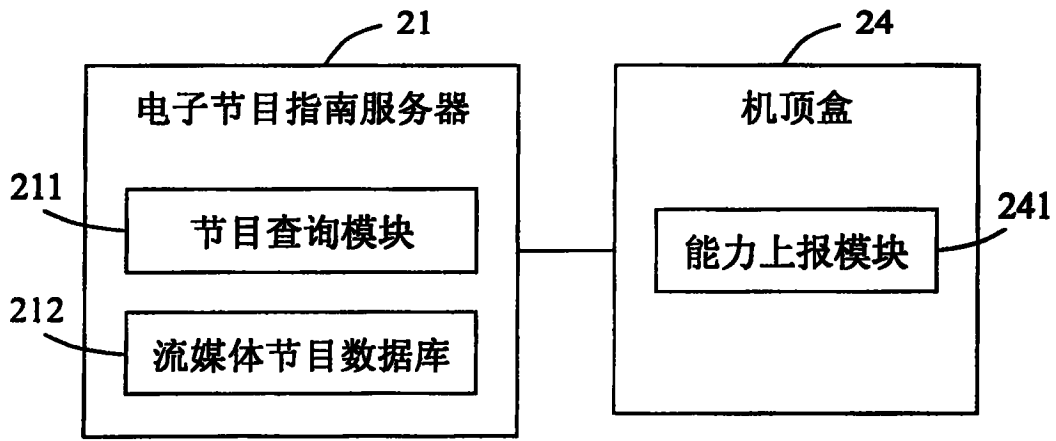 21
电子节目指南服务器
211
节目查询模块
212
流媒体节目数据库
24
机顶盒
241
能力上报模块